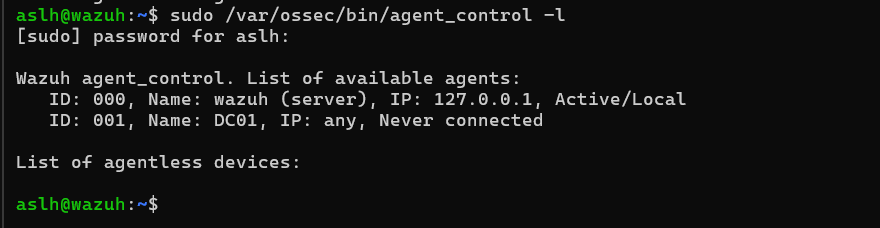 aslh@wazuh:~$ sudo /var/ossec/bin/agent_control -l
[sudo] password for aslh:
Wazuh agent_control. List of available agents:
ID: 000, Name: wazuh (server), IP: 127.0.0.1, Active/Local
ID: 001, Name: DC01, IP: any, Never connected
List of agentless devices:
aslh@wazuh:~$